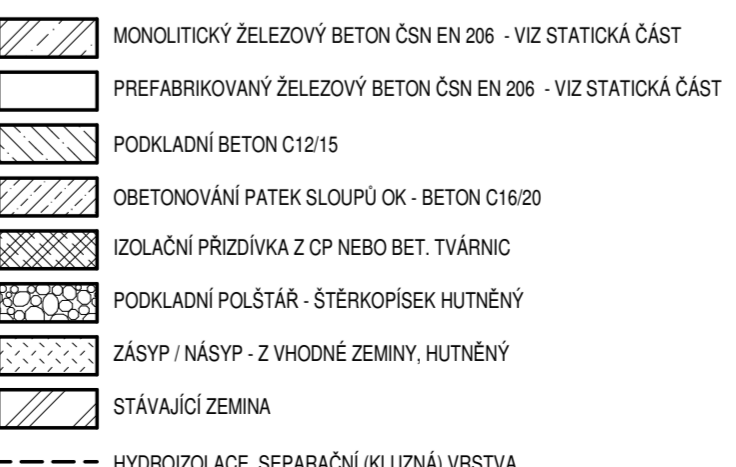 MONOLITICKÝ ŽELEZOVÝ BETON ČSN EN 206 - VIZ STATICKÁ ČÁST
PREFABRIKOVANÝ ŽELEZOVÝ BETON ČSN EN 206 - VIZ STATICKÁ ČÁST
PODKLADNÍ BETON C12/15
OBETONOVÁNÍ PATEK SLOUPŮ OK - BETON C16/20
IZOLAČNÍ PŘIZDÍVKA Z CP NEBO BET. TVÁRNIC
PODKLADNÍ POLŠTÁŘ - ŠTĚRKOPÍSEK HUTNĚNÝ
ZÁSYP / NÁSYP - Z VHODNÉ ZEMINY, HUTNĚNÝ
STÁVAJÍCÍ ZEMINA
HYDROIZOLACE, SEPARAČNÍ (KLUZNÁ) VRSTVA